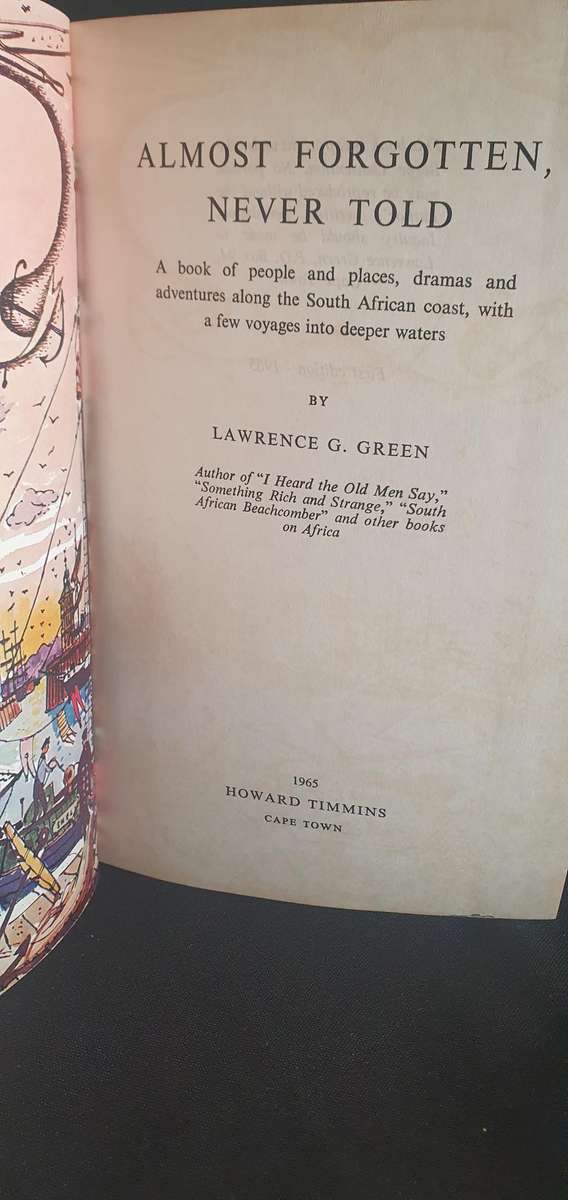 ALMOST FORGOTTEN,
NEVER TOLD
A book of people and places, dramas and
adventures along the South African coast, with
a few voyages into deeper waters
BY
LAWRENCE G. GREEN
Author of "I Heard the Old Men Say,"
"Something Rich and Strange," "South
African Beachcomber" and other books
on Africa
1965
HOWARD TIMMINS
CAPE TOWN